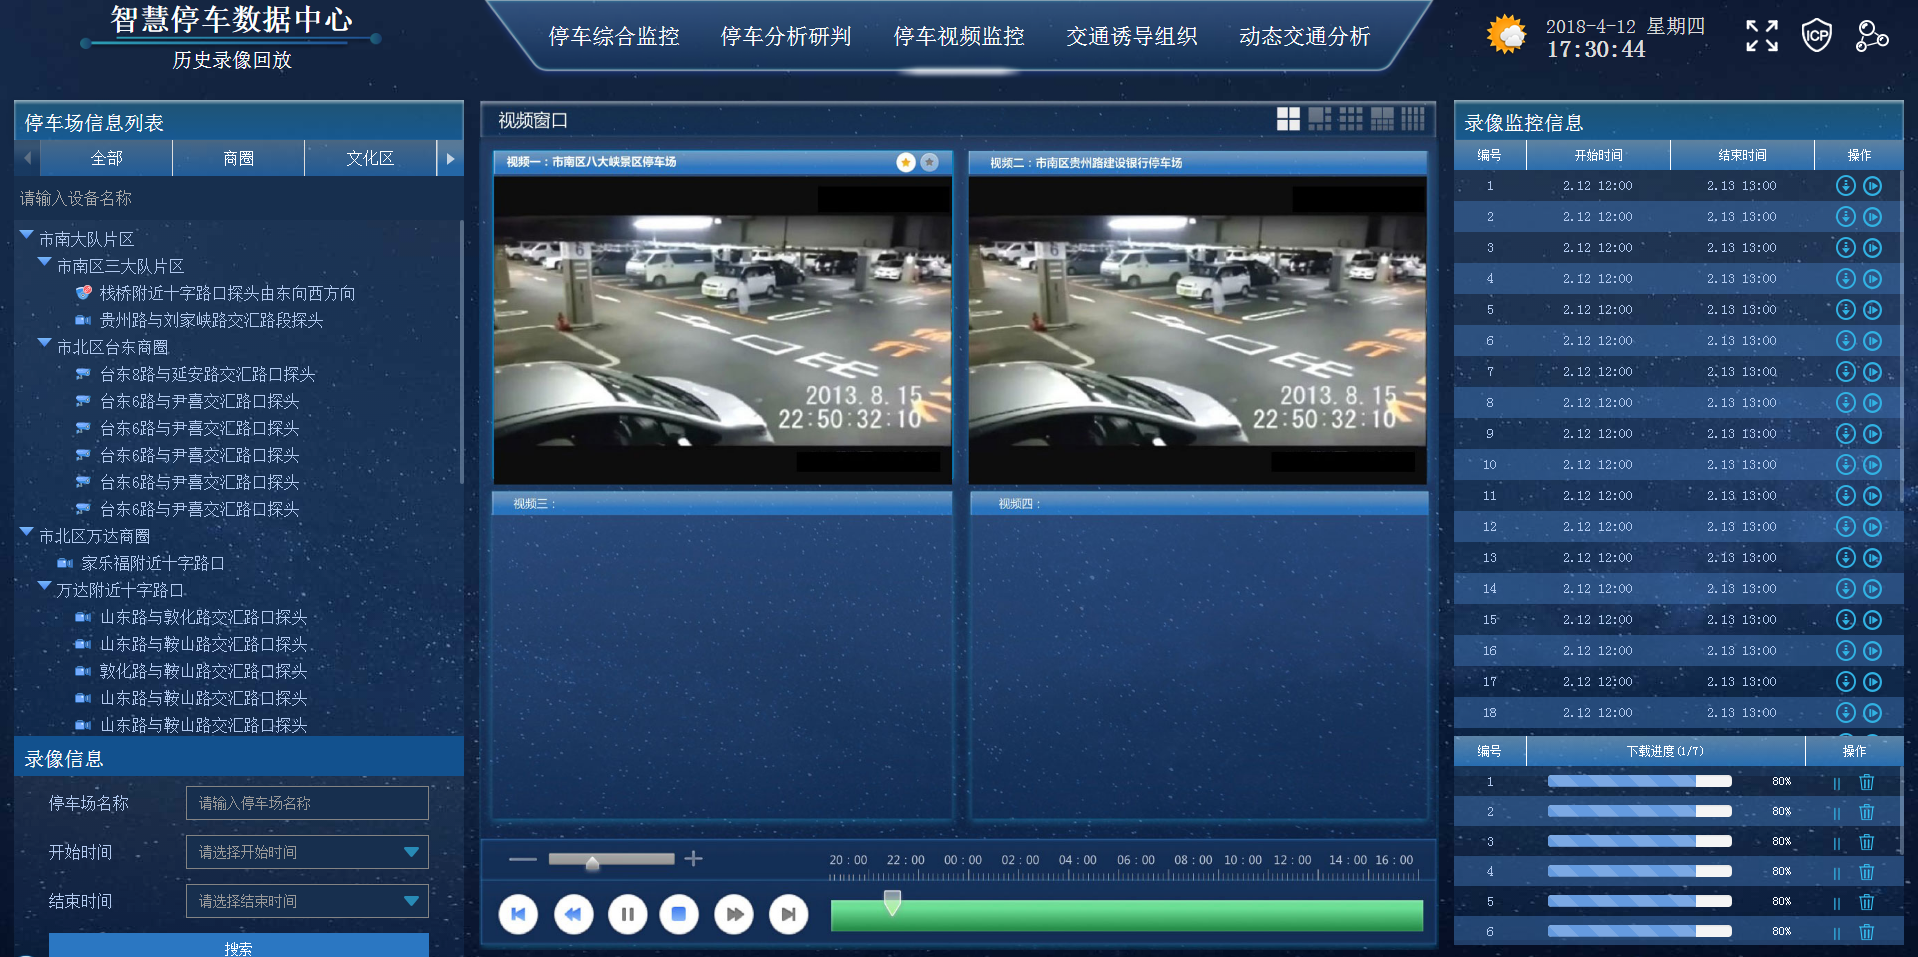 智慧停车数据中心
历史录像回放
停车综合监控 停车分析研判 停车视频监控 交通诱导组织 动态交通分析
2018-4-12 星期四
17:30:44
ICP
停车场信息列表
全部 商圈 文化区
请输入设备名称
市南大队片区
市南区三大队片区
栈桥附近十字路口探头由东向西方向
贵州路与刘家峡路交汇路段探头
市北区台东商圈
台东8路与延安路交汇路口探头
台东6路与尹喜交汇路口探头
台东6路与尹喜交汇路口探头
台东6路与尹喜交汇路口探头
台东6路与尹喜交汇路口探头
台东6路与尹喜交汇路口探头
市北区万达商圈
家乐福附近十字路口
万达附近十字路口
山东路与敦化路交汇路口探头
山东路与鞍山路交汇路口探头
敦化路与鞍山路交汇路口探头
山东路与鞍山路交汇路口探头
山东路与鞍山路交汇路口探头
录像信息
停车场名称 请输入停车场名称
开始时间 请选择开始时间
结束时间 请选择结束时间
搜索
视频窗口
视频一：市南区八大峡景区停车场
2013. 8. 15
22:50:32:10
视频二：市南区贵州路建设银行停车场
2013. 8. 15
22:50:32:10
视频三：
视频四：
20：00 22：00 00：00 02：00 04：00 06：00 08：00 10：00 12：00 14：00 16：00
录像监控信息
编号 开始时间 结束时间 操作
1 2.12 12:00 2.13 13:00
2 2.12 12:00 2.13 13:00
3 2.12 12:00 2.13 13:00
4 2.12 12:00 2.13 13:00
5 2.12 12:00 2.13 13:00
6 2.12 12:00 2.13 13:00
7 2.12 12:00 2.13 13:00
8 2.12 12:00 2.13 13:00
9 2.12 12:00 2.13 13:00
10 2.12 12:00 2.13 13:00
11 2.12 12:00 2.13 13:00
12 2.12 12:00 2.13 13:00
13 2.12 12:00 2.13 13:00
14 2.12 12:00 2.13 13:00
15 2.12 12:00 2.13 13:00
16 2.12 12:00 2.13 13:00
17 2.12 12:00 2.13 13:00
18 2.12 12:00 2.13 13:00
编号 下载进度(1/7) 操作
1 80%
2 80%
3 80%
4 80%
5 80%
6 80%